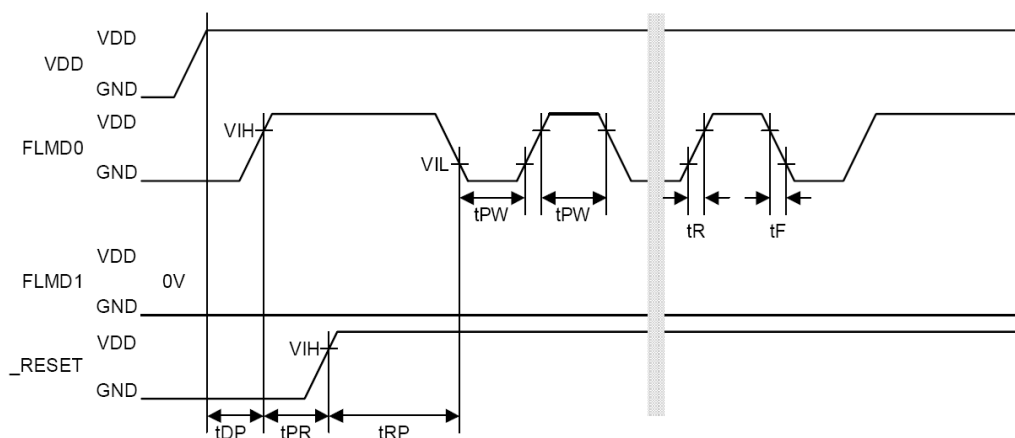 VDD
VDD
GND
VDD
FLMD0
GND
VIH
VIL
tPW
tPW
tR
tF
VDD
FLMD1
0V
GND
VDD
_RESET
GND
VIH
tDP
tPR
tRP